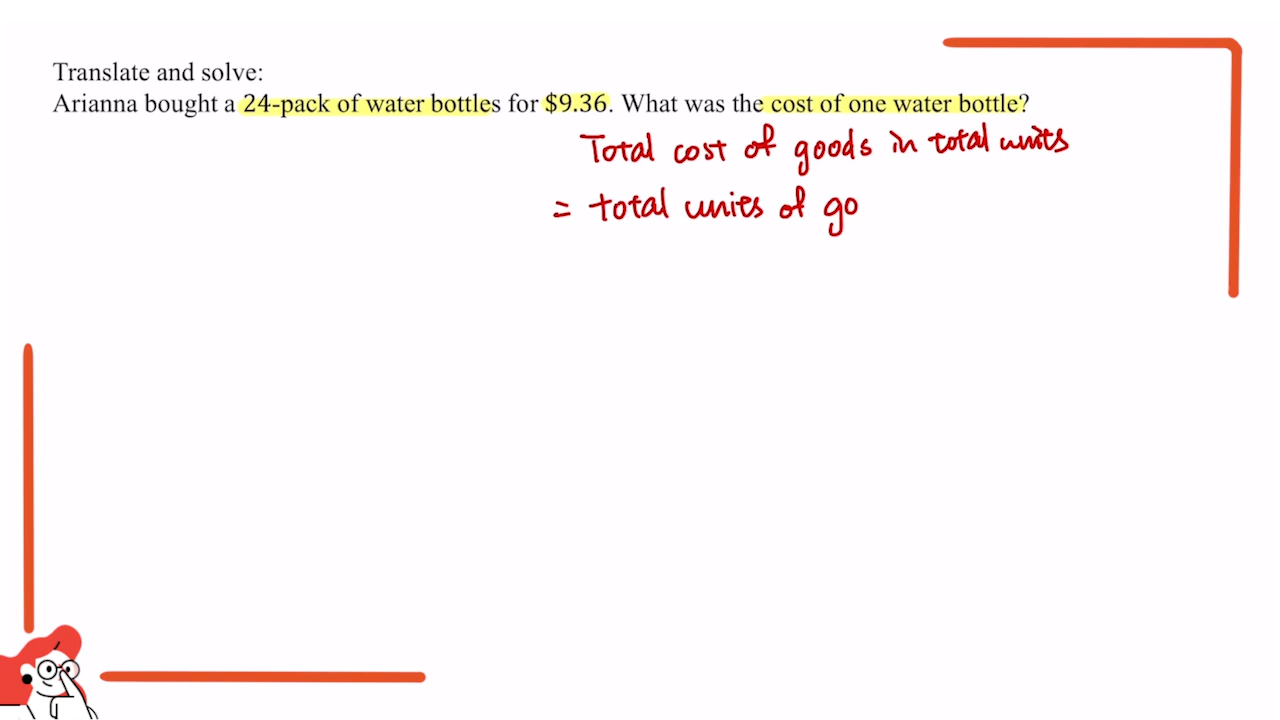 Translate and solve:
Arianna bought a 24-pack of water bottles for $9.36. What was the cost of one water bottle?
Total cost of goods in total units
= total units of go